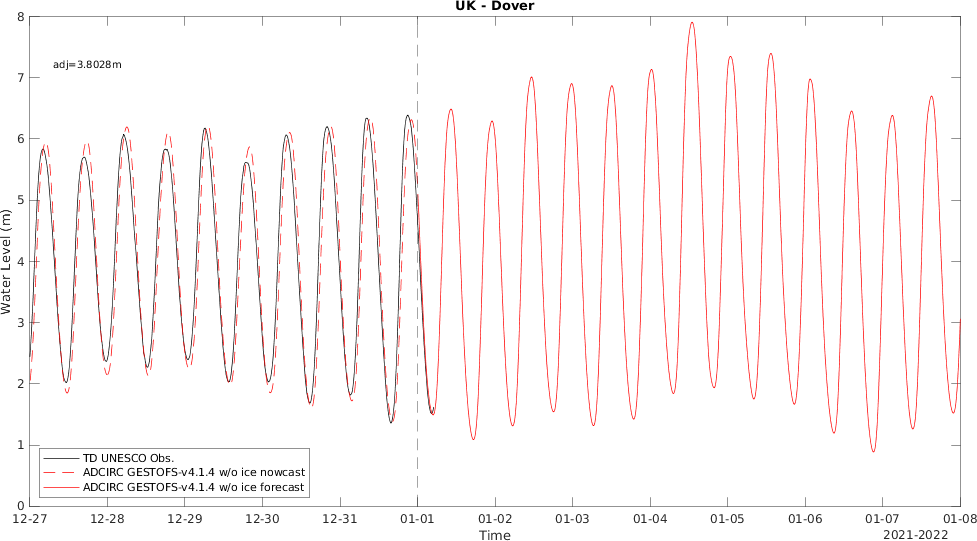 UK - Dover
8
adj=3.8028m
7
6
5
4
3
2
1
0
Water Level (m)
TD UNESCO Obs.
ADCIRC GESTOFS-v4.1.4 w/o ice nowcast
ADCIRC GESTOFS-v4.1.4 w/o ice forecast
12-27 12-28 12-29 12-30 12-31 01-01 01-02 01-03 01-04 01-05 01-06 01-07 01-08
Time
2021-2022